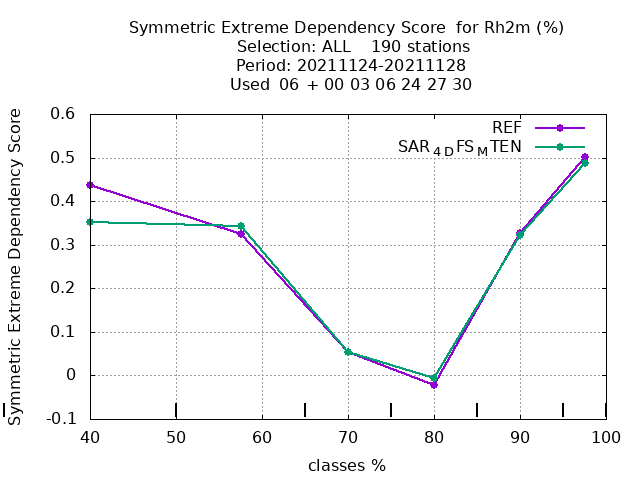 Symmetric Extreme Dependency Score  for Rh2m (%)
Selection: ALL    190 stations
Period: 20211124-20211128
Used  06  + 00 03 06 24 27 30
Symmetric Extreme Dependency Score
REF
SAR4DFSMTEN
0.6
0.5
0.4
0.3
0.2
0.1
0
-0.1
40 50 60 70 80 90 100
classes %